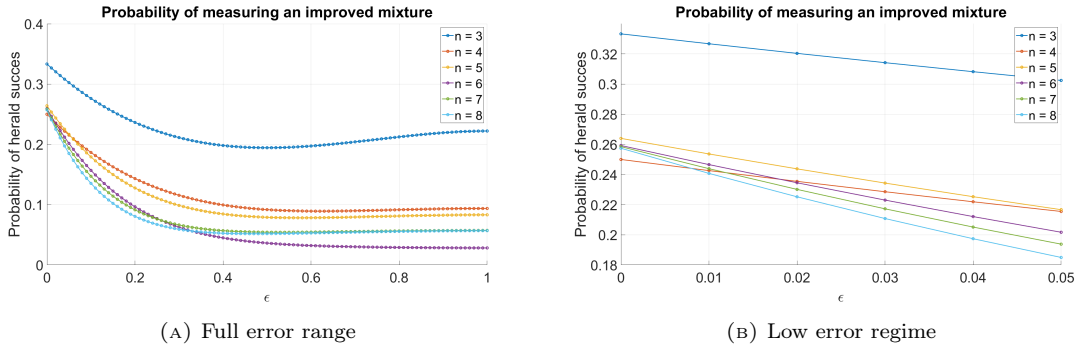 Probability of measuring an improved mixture
Probability of herald succes
0.4
0.3
0.2
0.1
0
0
0.2
0.4
0.6
0.8
1
ϵ
n = 3
n = 4
n = 5
n = 6
n = 7
n = 8
(A) Full error range
Probability of measuring an improved mixture
Probability of herald succes
0.32
0.3
0.28
0.26
0.24
0.22
0.2
0.18
0
0.01
0.02
0.03
0.04
0.05
ϵ
n = 3
n = 4
n = 5
n = 6
n = 7
n = 8
(B) Low error regime